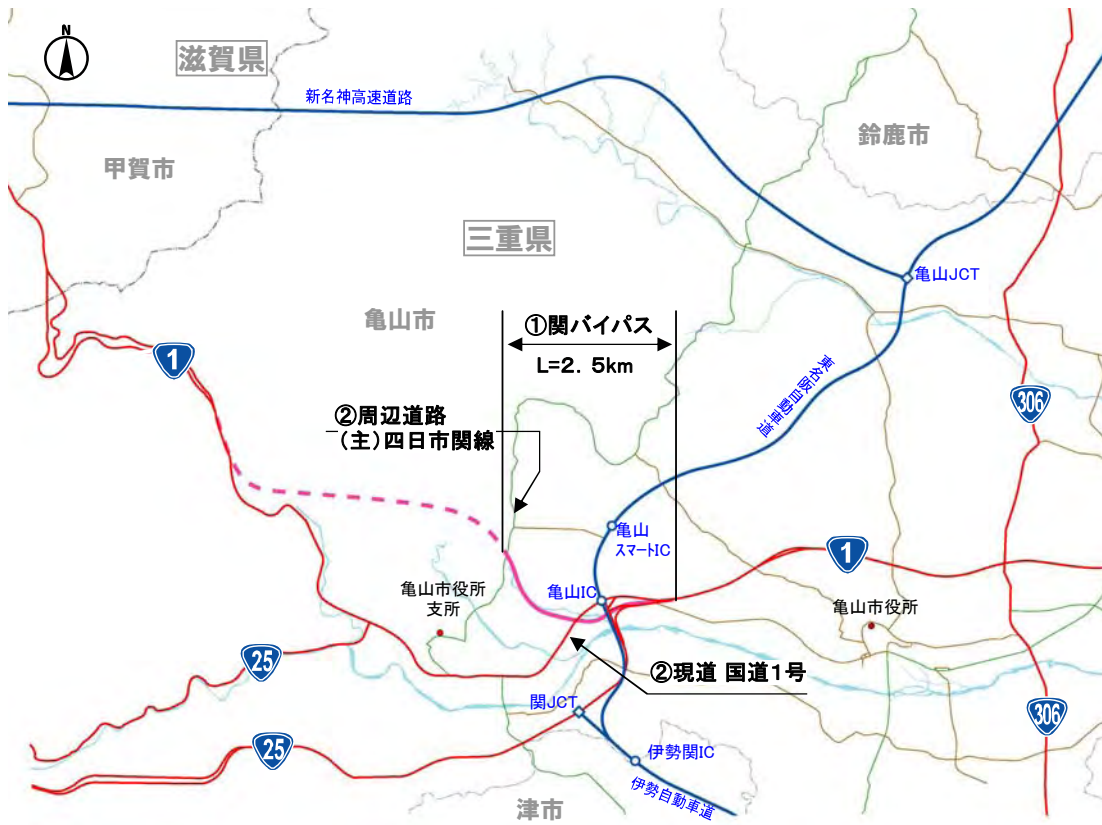 N
滋賀県
新名神高速道路
鈴鹿市
甲賀市
三重県
亀山JCT
亀山市
①関バイパス
L=2．5km
1
東名阪自動車道
306
②周辺道路
(主)四日市関線
亀山
スマートIC
1
亀山市役所
支所
亀山IC
亀山市役所
25
②現道 国道1号
関JCT
306
25
伊勢関IC
伊勢自動車道
津市